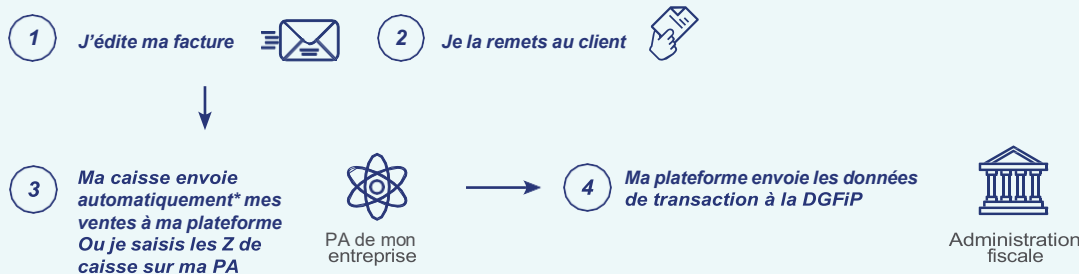 1 J'édite ma facture
2 Je la remets au client
3 Ma caisse envoie
automatiquement* mes
ventes à ma plateforme
Ou je saisis les Z de
caisse sur ma PA
PA de mon
entreprise
4 Ma plateforme envoie les données
de transaction à la DGFiP
Administration
fiscale